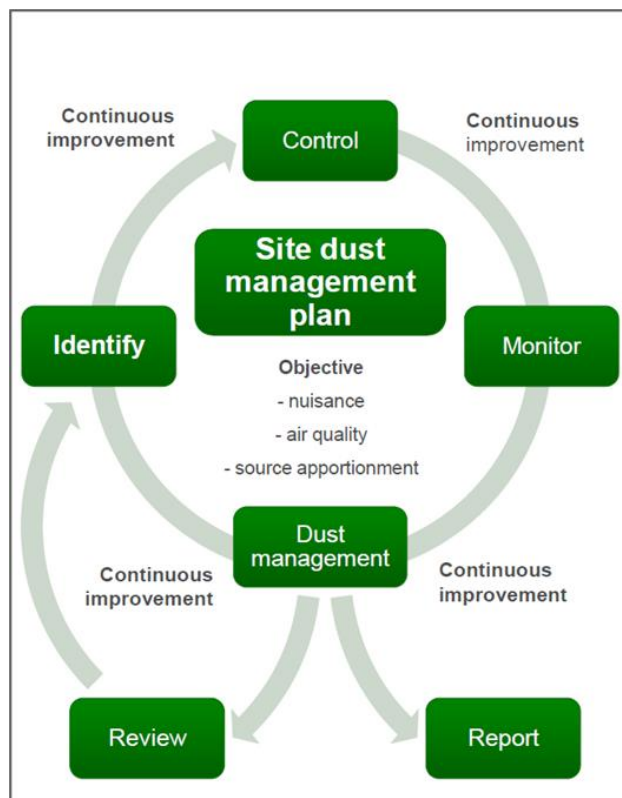 Continuous
improvement
Control
Continuous
improvement
Site dust
management
plan
Identify
Monitor
Objective
- nuisance
- air quality
- source apportionment
Dust
management
Continuous
improvement
Continuous
improvement
Review
Report